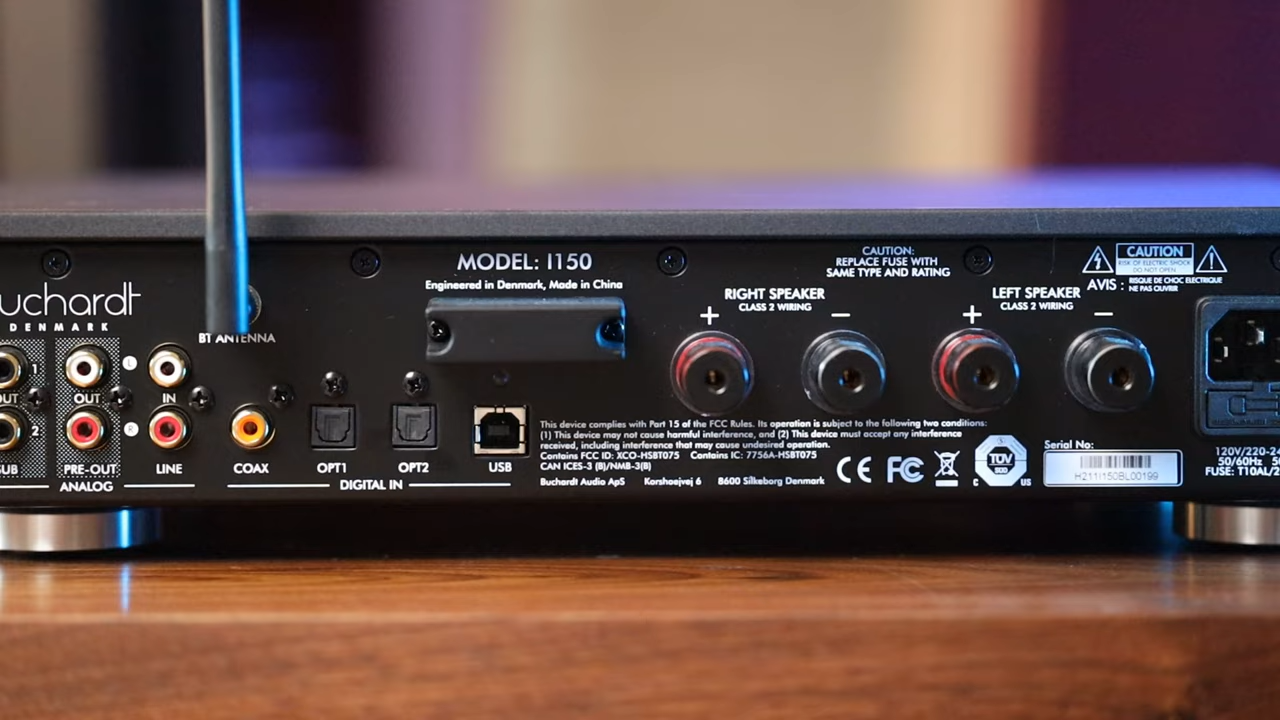 uchardt
DENMARK
MODEL: I150
Engineered in Denmark, Made in China
BT ANTENNA
OUT
1
2
SUB
OUT
L
R
PRE-OUT
IN
LINE
ANALOG
COAX
OPT1
OPT2
USB
DIGITAL IN
RIGHT SPEAKER
CLASS 2 WIRING
+
−
CAUTION:
REPLACE FUSE WITH
SAME TYPE AND RATING
LEFT SPEAKER
CLASS 2 WIRING
+
−
CAUTION
RISK OF ELECTRIC SHOCK
DO NOT OPEN
AVIS : RISQUE DE CHOC ELECTRIQUE
NE PAS OUVRIR
This device complies with Part 15 of the FCC Rules. Its operation is subject to the following two conditions:
(1) This device may not cause harmful interference, and (2) This device must accept any interference
received, including interference that may cause undesired operation.
Contains FCC ID: XCO-HSBT075 Contains IC: 7756A-HSBT075
CAN ICES-3 (B)/NMB-3(B)
Buchardt Audio ApS Korshoejvej 6 8600 Silkeborg Denmark
CE FC
TÜV
C US
Serial No:
H211I150BL00199
120V/220-24
50/60Hz 5
FUSE: T10AL/2